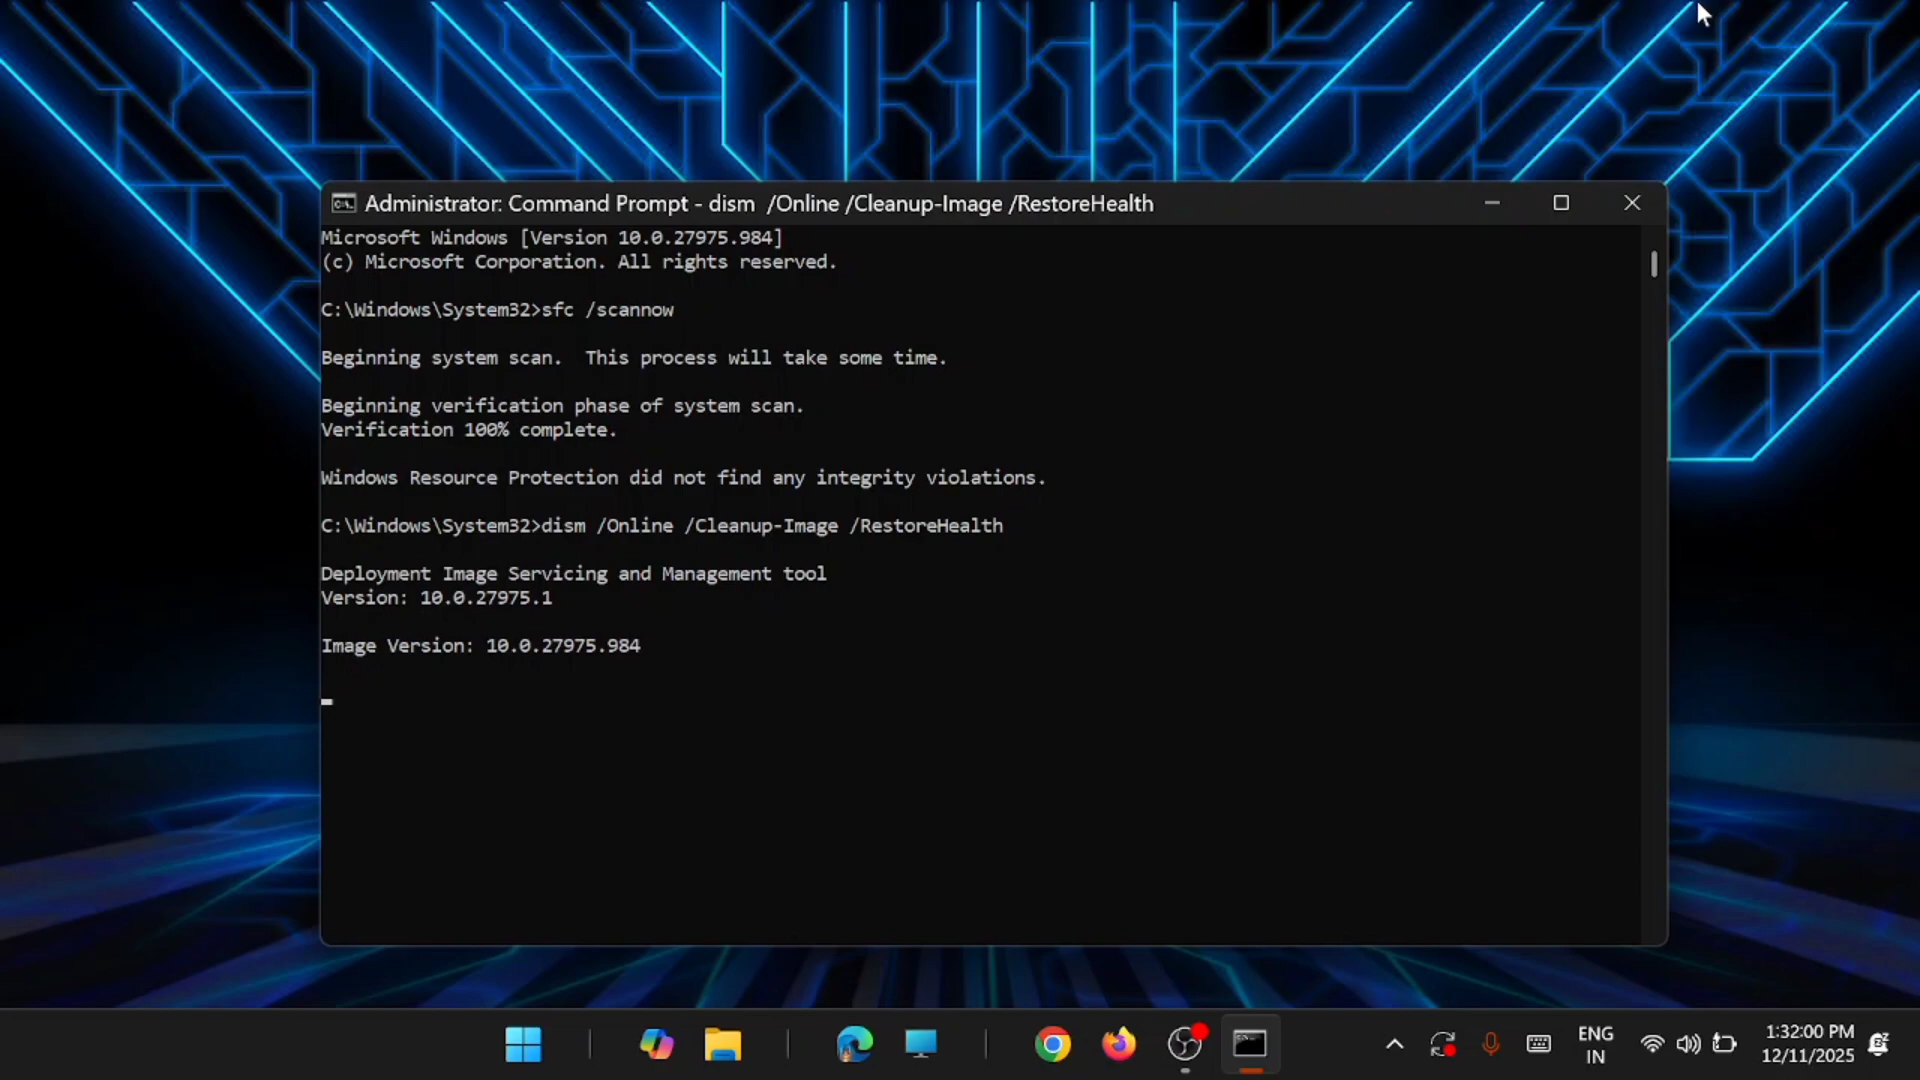 Administrator: Command Prompt - dism  /Online /Cleanup-Image /RestoreHealth
Microsoft Windows [Version 10.0.27975.984]
(c) Microsoft Corporation. All rights reserved.
C:\Windows\System32>sfc /scannow
Beginning system scan.  This process will take some time.
Beginning verification phase of system scan.
Verification 100% complete.
Windows Resource Protection did not find any integrity violations.
C:\Windows\System32>dism /Online /Cleanup-Image /RestoreHealth
Deployment Image Servicing and Management tool
Version: 10.0.27975.1
Image Version: 10.0.27975.984
ENG
IN
1:32:00 PM
12/11/2025